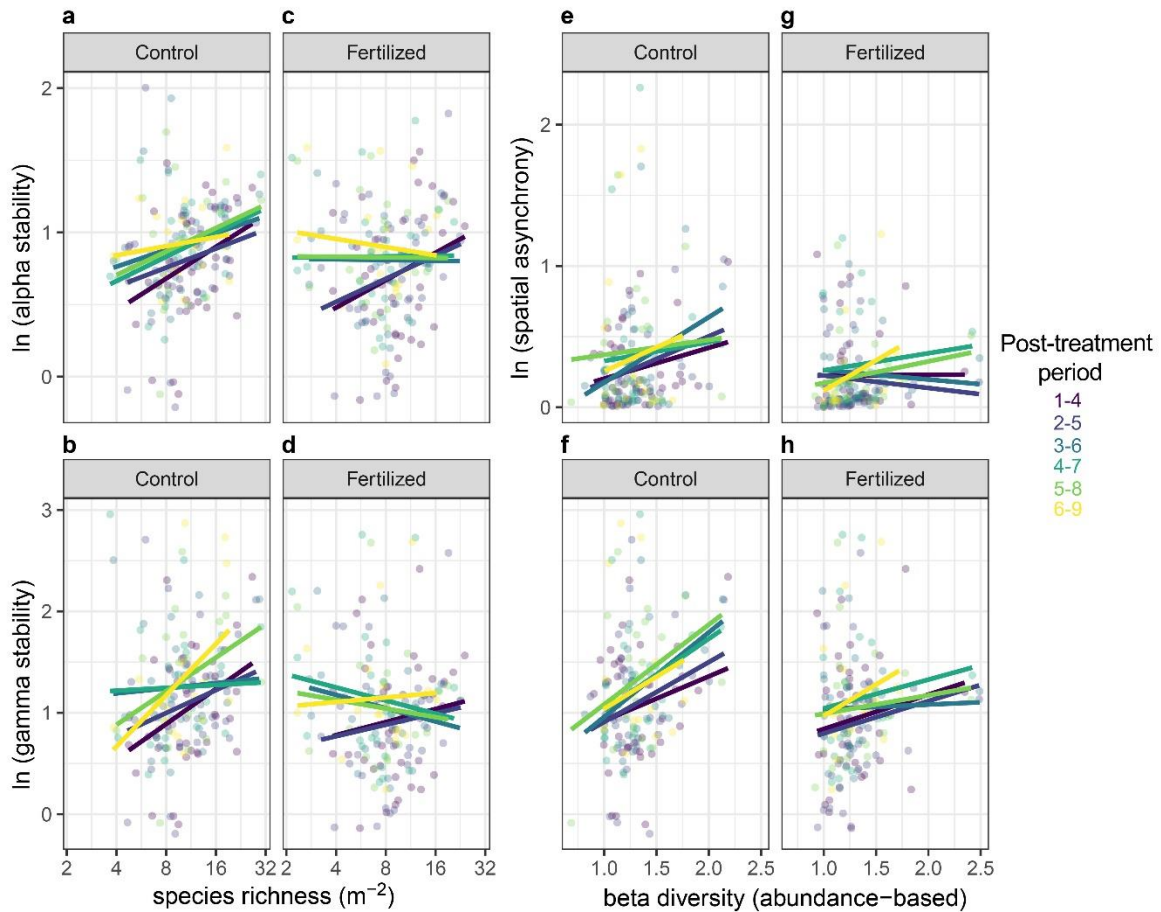 a
c
e
g
Control
Fertilized
Control
Fertilized
ln (alpha stability)
2
1
0
ln (spatial asynchrony)
2
1
0
Post-treatment
period
1-4
2-5
3-6
4-7
5-8
6-9
b
d
f
h
Control
Fertilized
Control
Fertilized
ln (gamma stability)
3
2
1
0
2 4 8 16 32
2 4 8 16 32
1.0 1.5 2.0 2.5
1.0 1.5 2.0 2.5
species richness (m⁻²)
beta diversity (abundance−based)